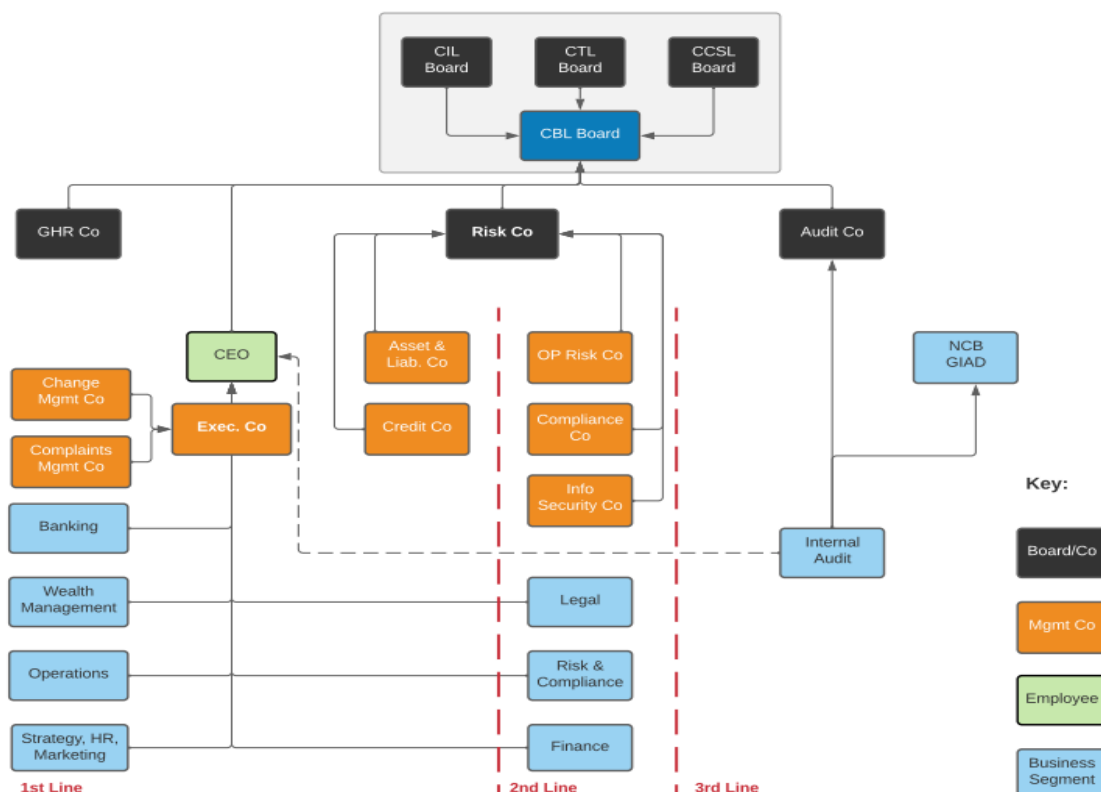 CIL
Board
CTL
Board
CCSL
Board
CBL Board
GHR Co
Risk Co
Audit Co
CEO
Asset &
Liab. Co
OP Risk Co
NCB
GIAD
Change
Mgmt Co
Exec. Co
Credit Co
Compliance
Co
Complaints
Mgmt Co
Info
Security Co
Key:
Banking
Internal
Audit
Board/Co
Wealth
Management
Legal
Mgmt Co
Operations
Risk &
Compliance
Employee
Strategy, HR,
Marketing
Finance
Business
Segment
1st Line
2nd Line
3rd Line